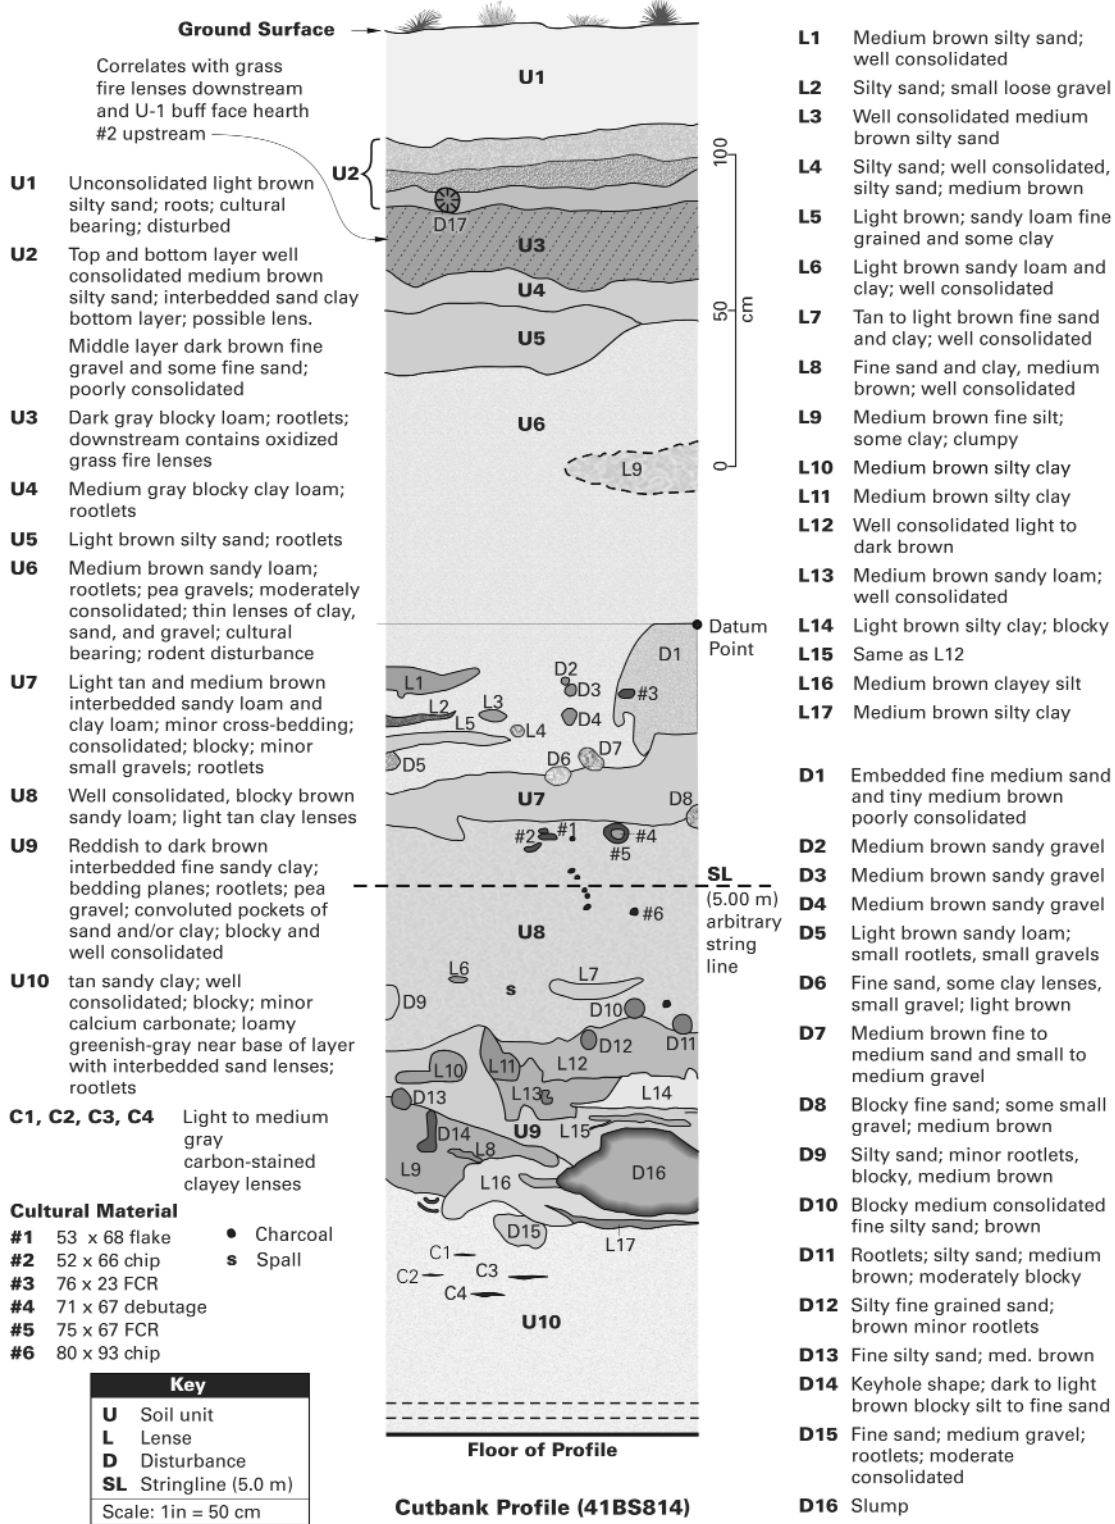 Ground Surface
Correlates with grass
fire lenses downstream
and U-1 buff face hearth
#2 upstream
U1 Unconsolidated light brown
silty sand; roots; cultural
bearing; disturbed
U2 Top and bottom layer well
consolidated medium brown
silty sand; interbedded sand clay
bottom layer; possible lens.
Middle layer dark brown fine
gravel and some fine sand;
poorly consolidated
U3 Dark gray blocky loam; rootlets;
downstream contains oxidized
grass fire lenses
U4 Medium gray blocky clay loam;
rootlets
U5 Light brown silty sand; rootlets
U6 Medium brown sandy loam;
rootlets; pea gravels; moderately
consolidated; thin lenses of clay,
sand, and gravel; cultural
bearing; rodent disturbance
U7 Light tan and medium brown
interbedded sandy loam and
clay loam; minor cross-bedding;
consolidated; blocky; minor
small gravels; rootlets
U8 Well consolidated, blocky brown
sandy loam; light tan clay lenses
U9 Reddish to dark brown
interbedded fine sandy clay;
bedding planes; rootlets; pea
gravel; convoluted pockets of
sand and/or clay; blocky and
well consolidated
U10 tan sandy clay; well
consolidated; blocky; minor
calcium carbonate; loamy
greenish-gray near base of layer
with interbedded sand lenses;
rootlets
C1, C2, C3, C4 Light to medium
gray
carbon-stained
clayey lenses
Cultural Material
#1 53 x 68 flake
#2 52 x 66 chip
#3 76 x 23 FCR
#4 71 x 67 debutage
#5 75 x 67 FCR
#6 80 x 93 chip
Charcoal
s Spall
Key
U Soil unit
L Lense
D Disturbance
SL Stringline (5.0 m)
Scale: 1in = 50 cm
U1
U2
D17
U3
U4
U5
U6
L9
100
50
0
cm
Datum
Point
D1
L1
D2
D3
#3
L2
L3
D4
L5
L4
D5
D6
D7
U7
D8
#2
#1
#4
#5
SL
(5.00 m)
arbitrary
string
line
#6
U8
L6
L7
s
D9
D10
D11
D12
L10
L11
L12
D13
L13
L14
D14
U9
L15
L8
L9
L16
D16
D15
L17
C1
C2
C3
C4
U10
Floor of Profile
Cutbank Profile (41BS814)
L1 Medium brown silty sand;
well consolidated
L2 Silty sand; small loose gravel
L3 Well consolidated medium
brown silty sand
L4 Silty sand; well consolidated,
silty sand; medium brown
L5 Light brown; sandy loam fine
grained and some clay
L6 Light brown sandy loam and
clay; well consolidated
L7 Tan to light brown fine sand
and clay; well consolidated
L8 Fine sand and clay, medium
brown; well consolidated
L9 Medium brown fine silt;
some clay; clumpy
L10 Medium brown silty clay
L11 Medium brown silty clay
L12 Well consolidated light to
dark brown
L13 Medium brown sandy loam;
well consolidated
L14 Light brown silty clay; blocky
L15 Same as L12
L16 Medium brown clayey silt
L17 Medium brown silty clay
D1 Embedded fine medium sand
and tiny medium brown
poorly consolidated
D2 Medium brown sandy gravel
D3 Medium brown sandy gravel
D4 Medium brown sandy gravel
D5 Light brown sandy loam;
small rootlets, small gravels
D6 Fine sand, some clay lenses,
small gravel; light brown
D7 Medium brown fine to
medium sand and small to
medium gravel
D8 Blocky fine sand; some small
gravel; medium brown
D9 Silty sand; minor rootlets,
blocky, medium brown
D10 Blocky medium consolidated
fine silty sand; brown
D11 Rootlets; silty sand; medium
brown; moderately blocky
D12 Silty fine grained sand;
brown minor rootlets
D13 Fine silty sand; med. brown
D14 Keyhole shape; dark to light
brown blocky silt to fine sand
D15 Fine sand; medium gravel;
rootlets; moderate
consolidated
D16 Slump